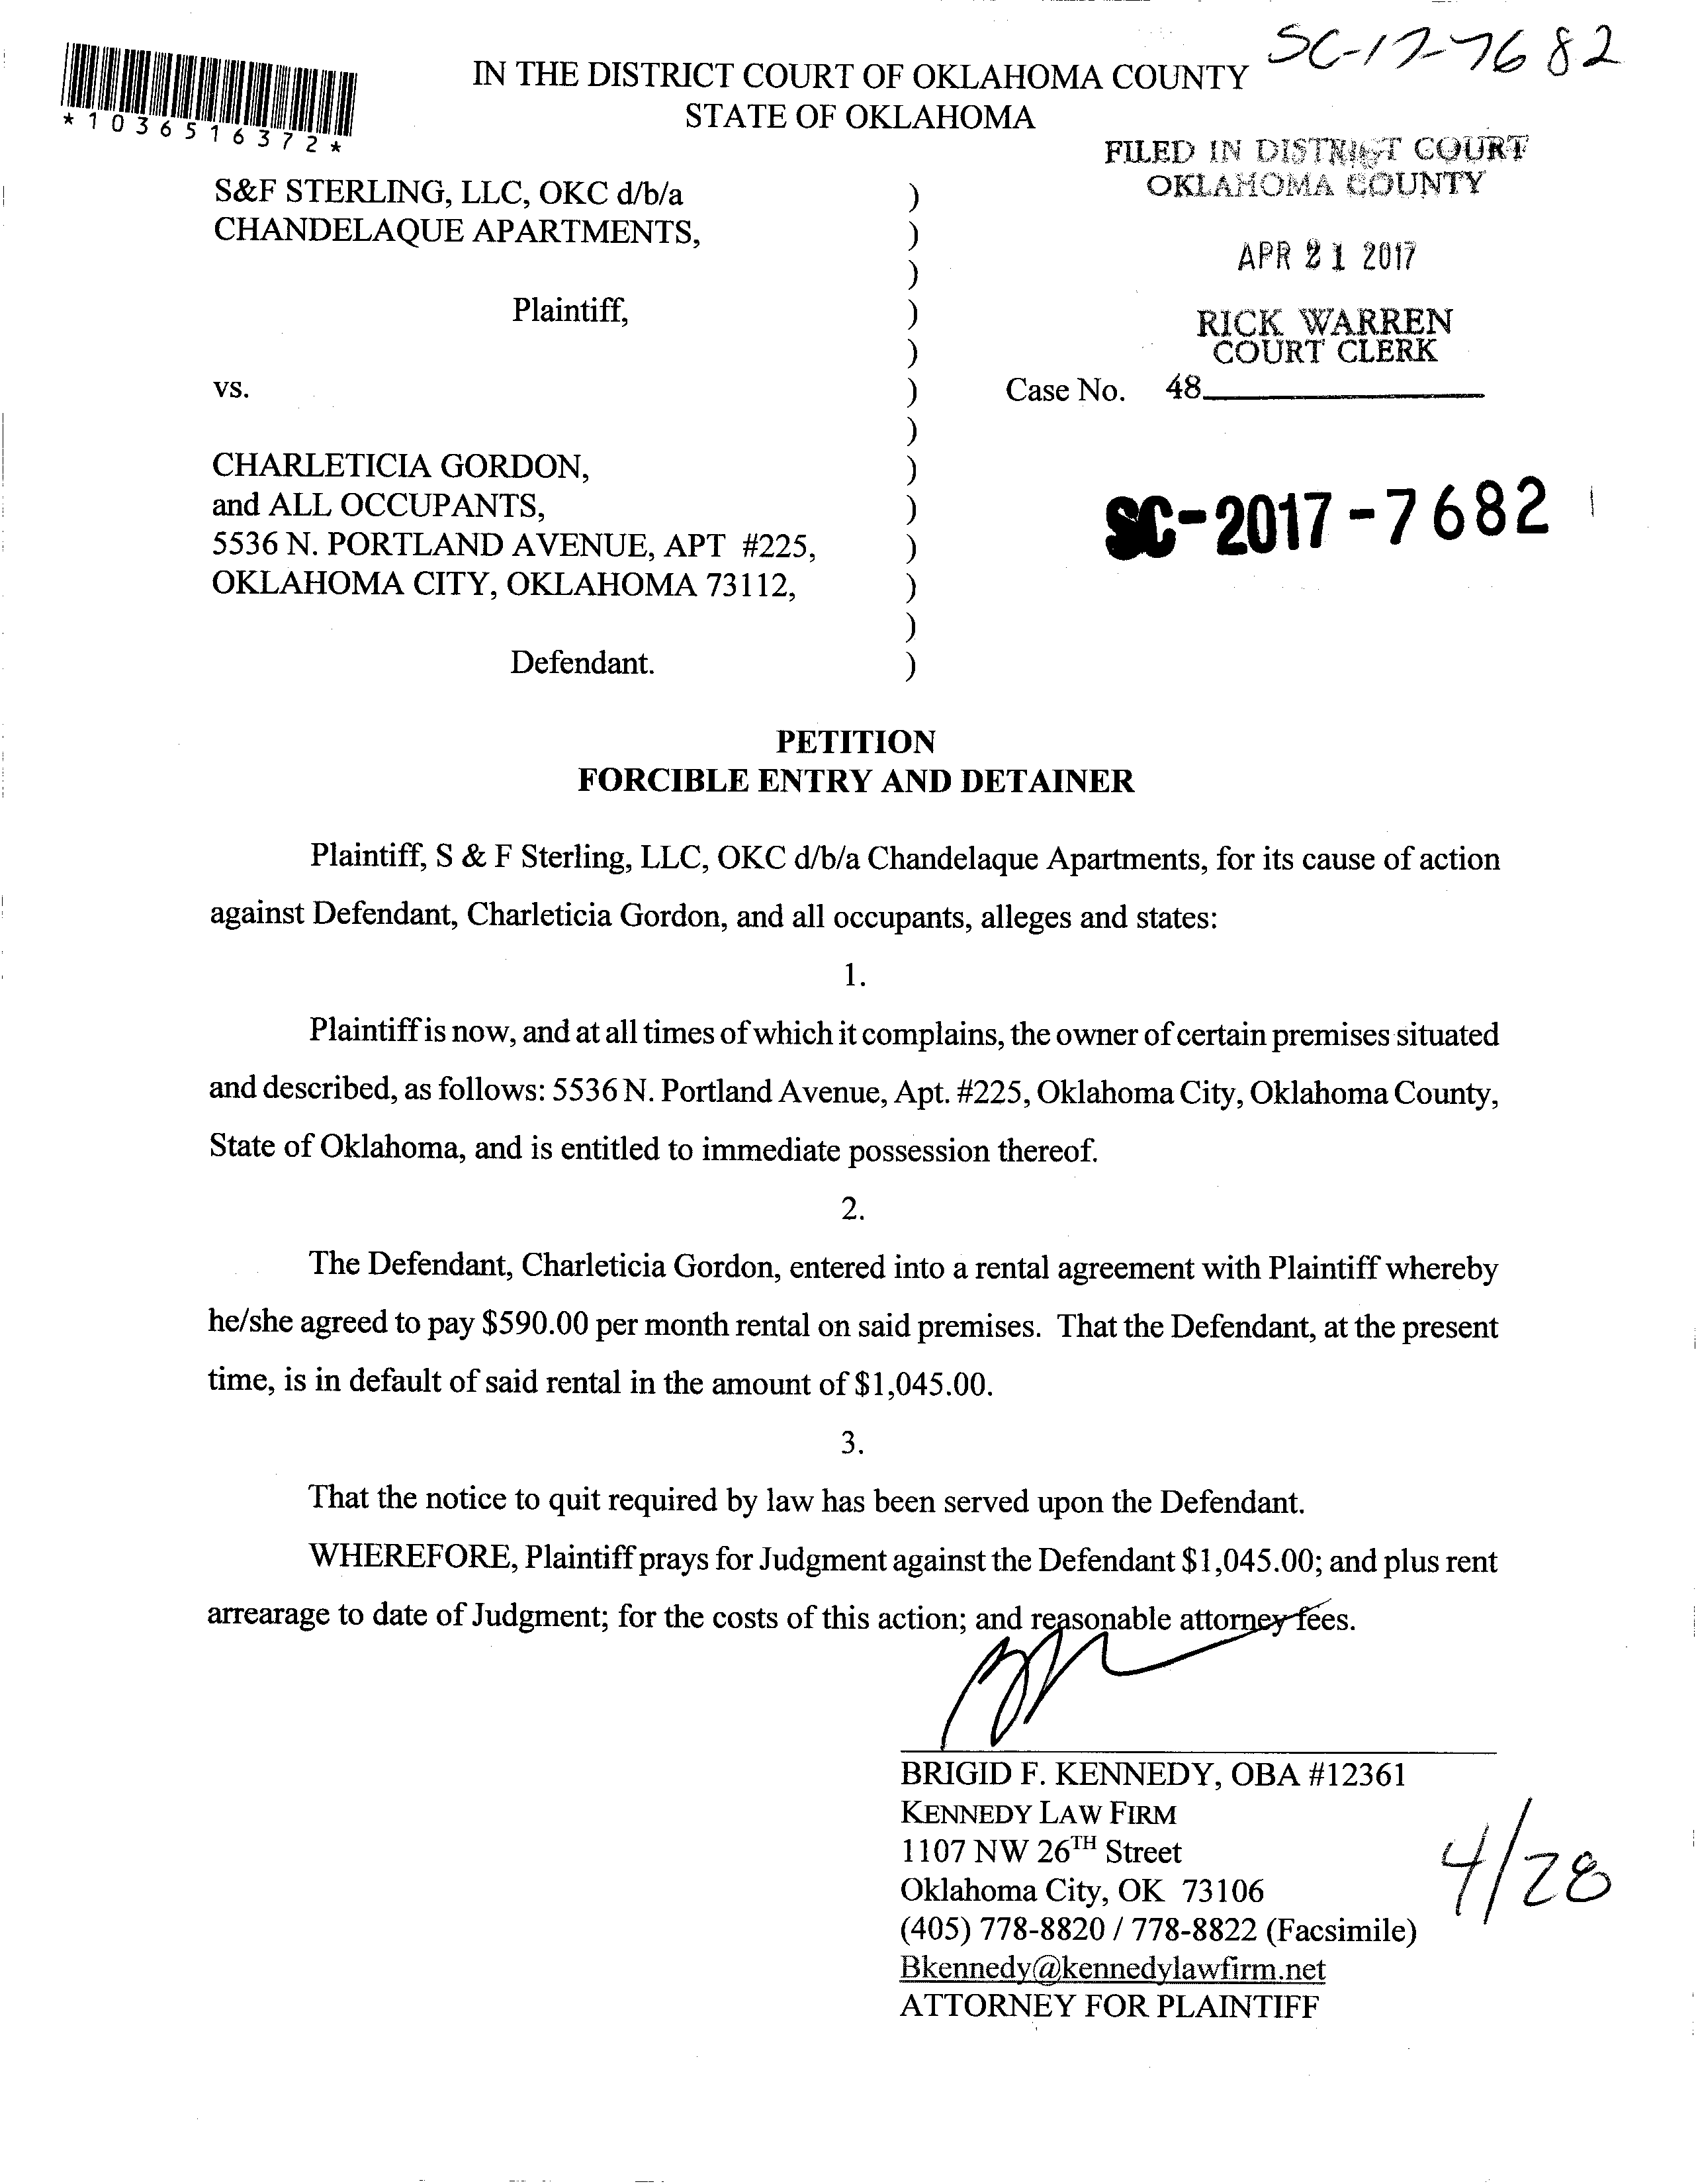 SC-17-7682
*1036516372*
IN THE DISTRICT COURT OF OKLAHOMA COUNTY
STATE OF OKLAHOMA
FILED IN DISTRICT COURT
OKLAHOMA COUNTY
APR 21 2017
RICK WARREN
COURT CLERK
48
S&F STERLING, LLC, OKC d/b/a )
CHANDELAQUE APARTMENTS, )
)
Plaintiff, )
)
vs. ) Case No.
)
CHARLETICIA GORDON, )
and ALL OCCUPANTS, )
5536 N. PORTLAND AVENUE, APT #225, )
OKLAHOMA CITY, OKLAHOMA 73112, )
)
Defendant. )
SC-2017-7682
PETITION
FORCIBLE ENTRY AND DETAINER
Plaintiff, S & F Sterling, LLC, OKC d/b/a Chandelaque Apartments, for its cause of action
against Defendant, Charleticia Gordon, and all occupants, alleges and states:
1.
Plaintiff is now, and at all times of which it complains, the owner of certain premises situated
and described, as follows: 5536 N. Portland Avenue, Apt. #225, Oklahoma City, Oklahoma County,
State of Oklahoma, and is entitled to immediate possession thereof.
2.
The Defendant, Charleticia Gordon, entered into a rental agreement with Plaintiff whereby
he/she agreed to pay $590.00 per month rental on said premises. That the Defendant, at the present
time, is in default of said rental in the amount of $1,045.00.
3.
That the notice to quit required by law has been served upon the Defendant.
WHEREFORE, Plaintiff prays for Judgment against the Defendant $1,045.00; and plus rent
arrearage to date of Judgment; for the costs of this action; and reasonable attorney fees.
BRIGID F. KENNEDY, OBA #12361
KENNEDY LAW FIRM
1107 NW 26TH Street
Oklahoma City, OK 73106
(405) 778-8820 / 778-8822 (Facsimile)
Bkennedy@kennedylawfirm.net
ATTORNEY FOR PLAINTIFF
4/28